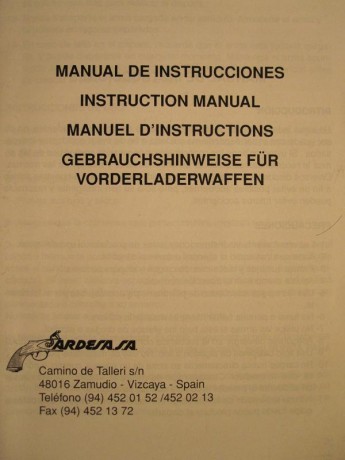 MANUAL DE INSTRUCCIONES
INSTRUCTION MANUAL
MANUEL D'INSTRUCTIONS
GEBRAUCHSHINWEISE FÜR
VORDERLADERWAFFEN
ARDESA SA.
Camino de Talleri s/n
48016 Zamudio - Vizcaya - Spain
Teléfono (94) 452 01 52 /452 02 13
Fax (94) 452 13 72